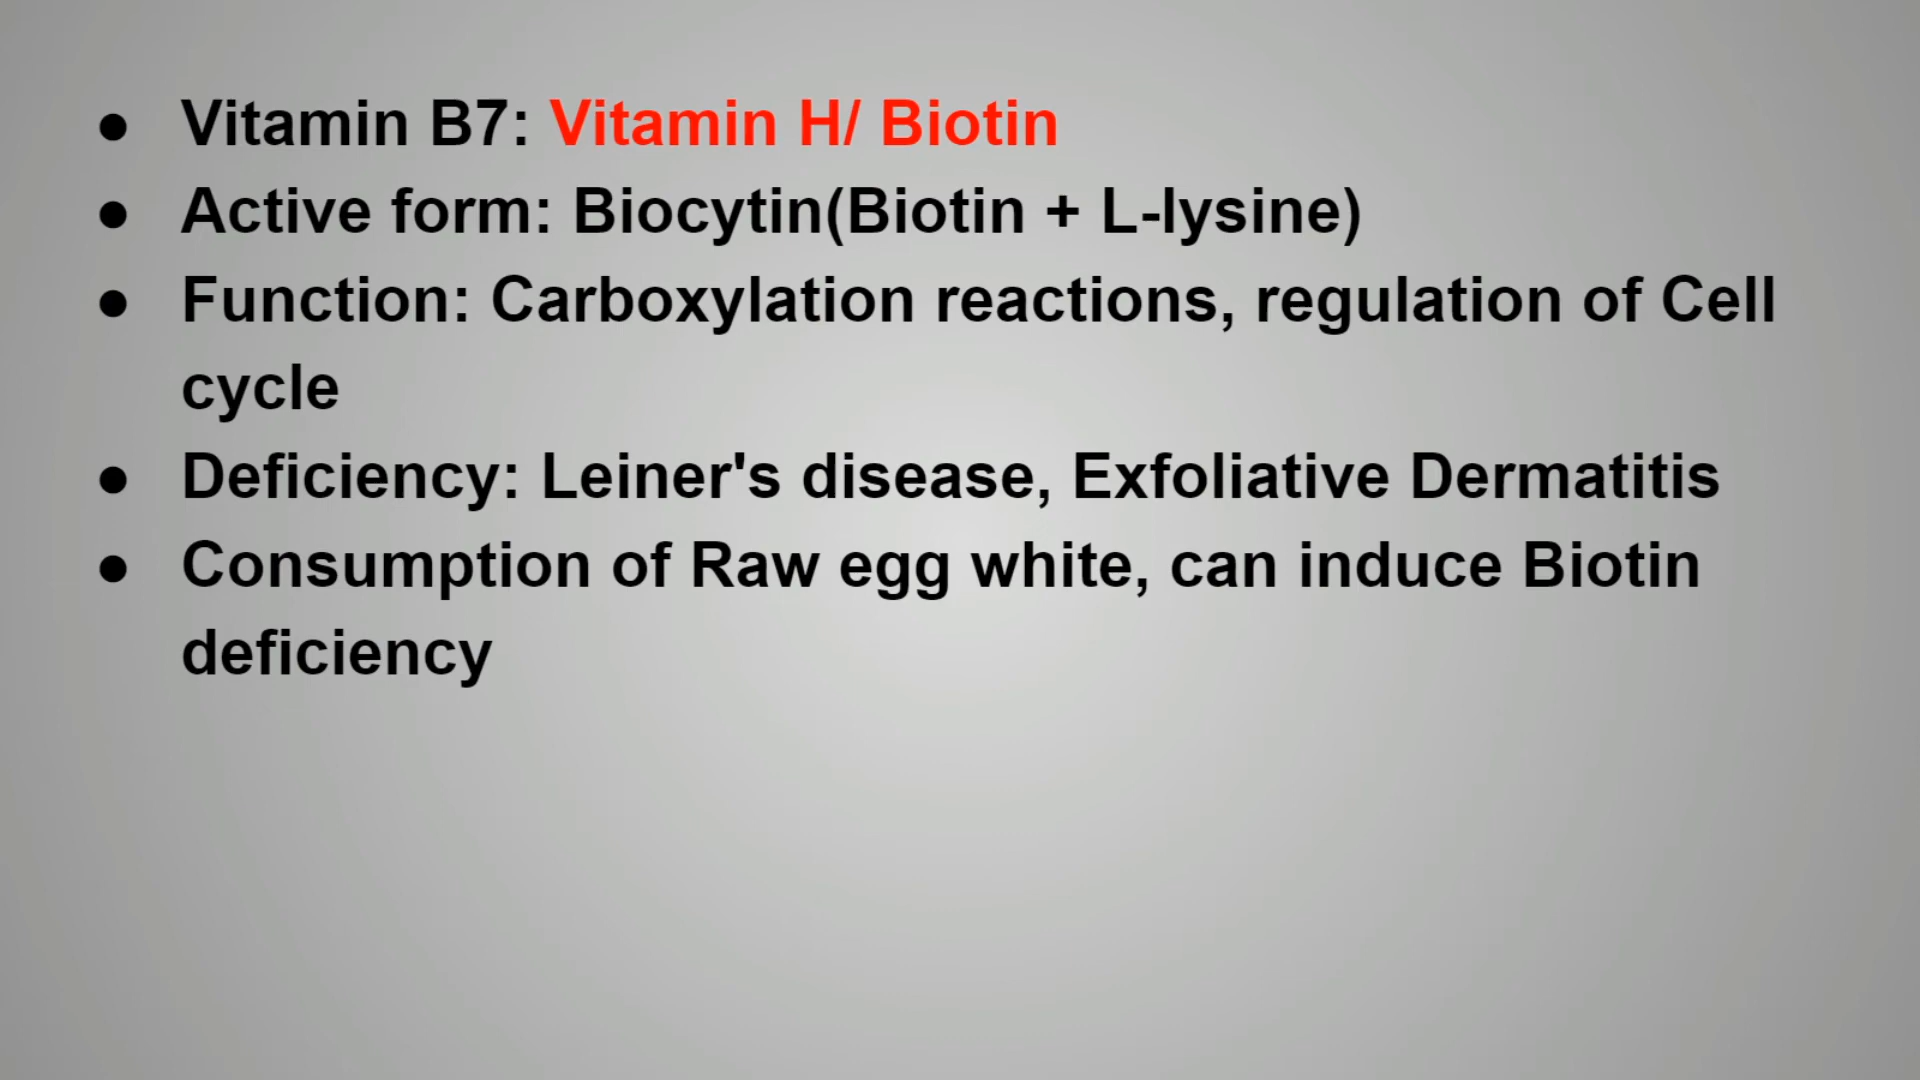 ● Vitamin B7: Vitamin H/ Biotin
● Active form: Biocytin(Biotin + L-lysine)
● Function: Carboxylation reactions, regulation of Cell
cycle
● Deficiency: Leiner's disease, Exfoliative Dermatitis
● Consumption of Raw egg white, can induce Biotin
deficiency